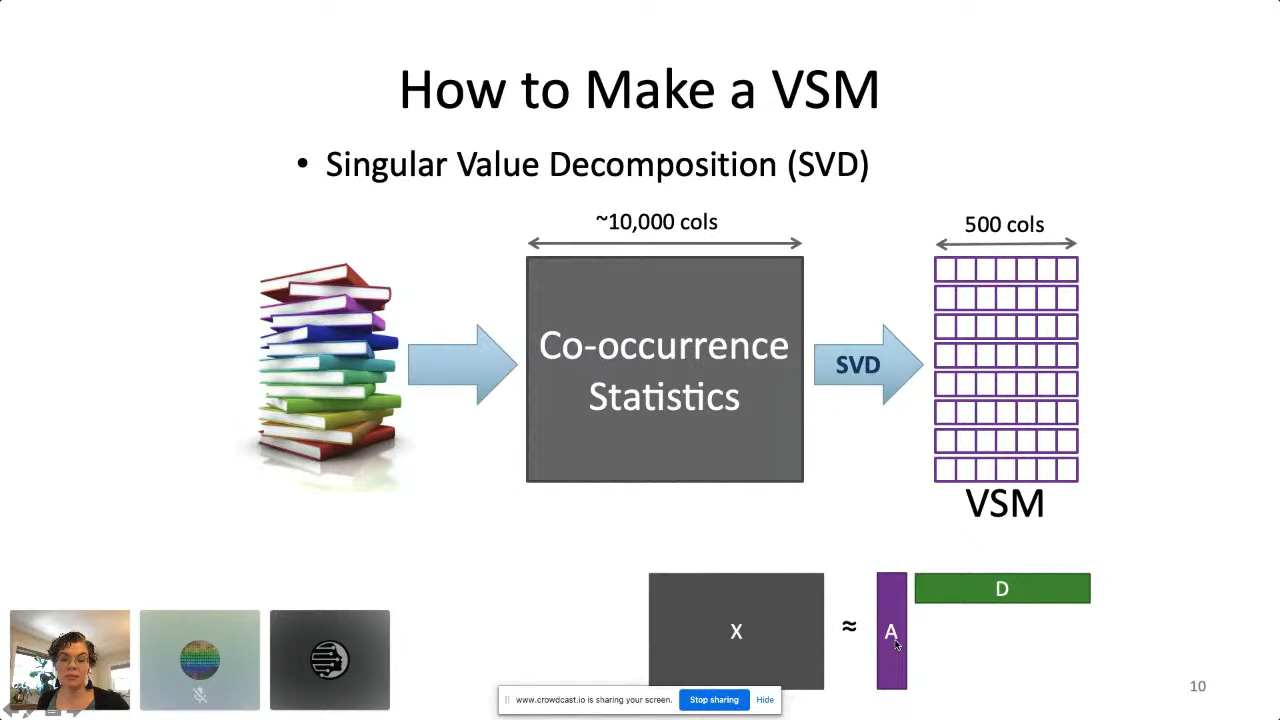 How to Make a VSM
• Singular Value Decomposition (SVD)
~10,000 cols
500 cols
Co-occurrence
Statistics
SVD
VSM
X
≈
A
D
www.crowdcast.io is sharing your screen.
Stop sharing
Hide
10